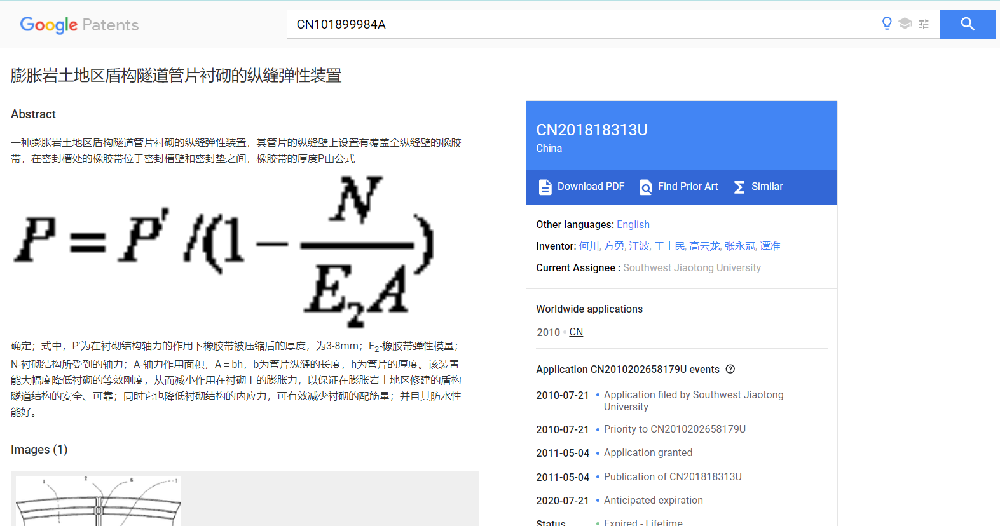 Google Patents
CN101899984A
膨胀岩土地区盾构隧道管片衬砌的纵缝弹性装置
Abstract
一种膨胀岩土地区盾构隧道管片衬砌的纵缝弹性装置，其管片的纵缝壁上设置有覆盖全纵缝壁的橡胶
带，在密封槽处的橡胶带位于密封槽壁和密封垫之间，橡胶带的厚度P由公式
P = P' /(1 − N / E₂A)
确定；式中，P'为在衬砌结构轴力的作用下橡胶带被压缩后的厚度，为3-8mm；E₂-橡胶带弹性模量；
N-衬砌结构所受到的轴力；A-轴力作用面积，A = bh，b为管片纵缝的长度，h为管片的厚度。该装置
能大幅度降低衬砌的等效刚度，从而减小作用在衬砌上的膨胀力，以保证在膨胀岩土地区修建的盾构
隧道结构的安全、可靠；同时它也降低衬砌结构的内应力，可有效减少衬砌的配筋量；并且其防水性
能好。
Images (1)
1 2 6 1
CN201818313U
China
Download PDF Find Prior Art Similar
Other languages: English
Inventor: 何川, 方勇, 汪波, 王士民, 高云龙, 张永冠, 谭准
Current Assignee : Southwest Jiaotong University
Worldwide applications
2010 • CN
Application CN2010202658179U events
2010-07-21 • Application filed by Southwest Jiaotong
University
2010-07-21 • Priority to CN2010202658179U
2011-05-04 • Application granted
2011-05-04 • Publication of CN201818313U
2020-07-21 • Anticipated expiration
Status • Expired - Lifetime